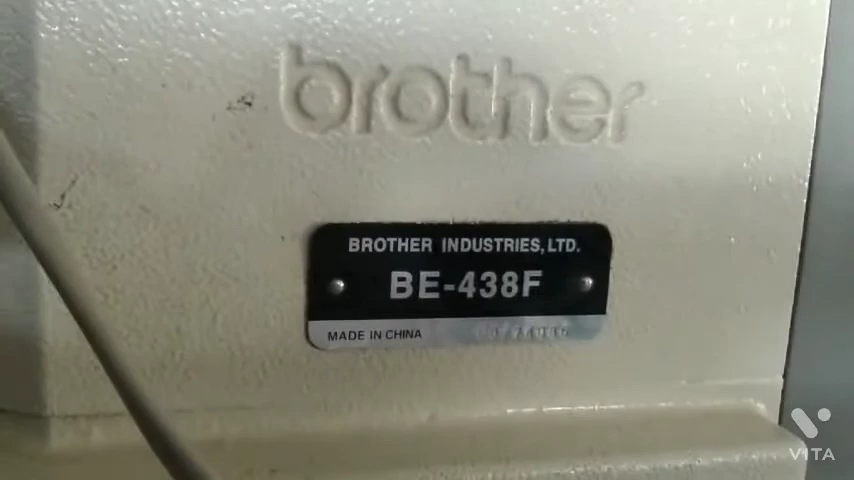 brother
BROTHER INDUSTRIES, LTD.
BE-438F
MADE IN CHINA
VITA